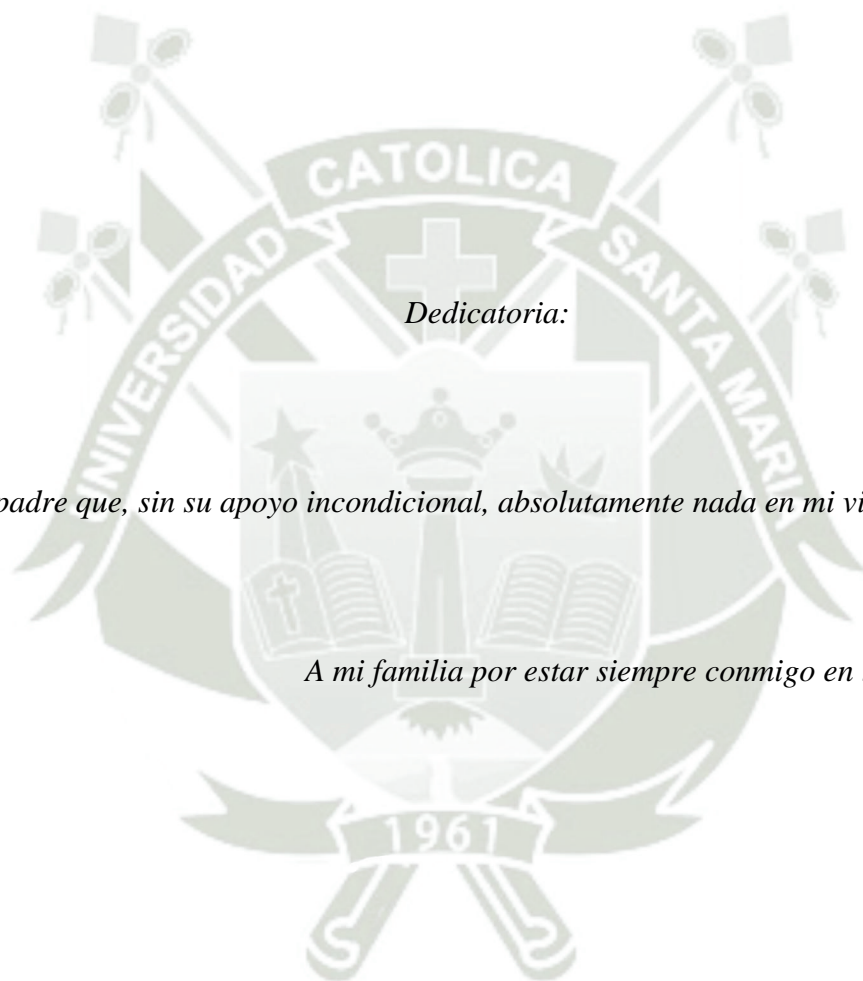 CATOLICA
UNIVERSIDAD
SANTA MARIA
Dedicatoria:
padre que, sin su apoyo incondicional, absolutamente nada en mi
A mi familia por estar siempre conmigo en
1961